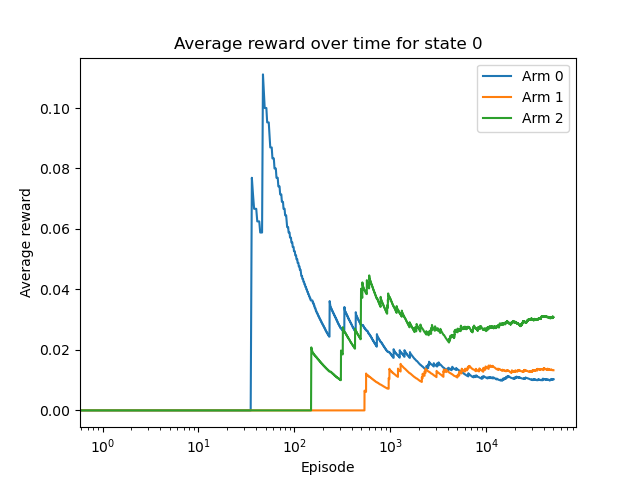 Average reward over time for state 0
Arm 0
Arm 1
Arm 2
Average reward
0.10
0.08
0.06
0.04
0.02
0.00
10⁰ 10¹ 10² 10³ 10⁴
Episode